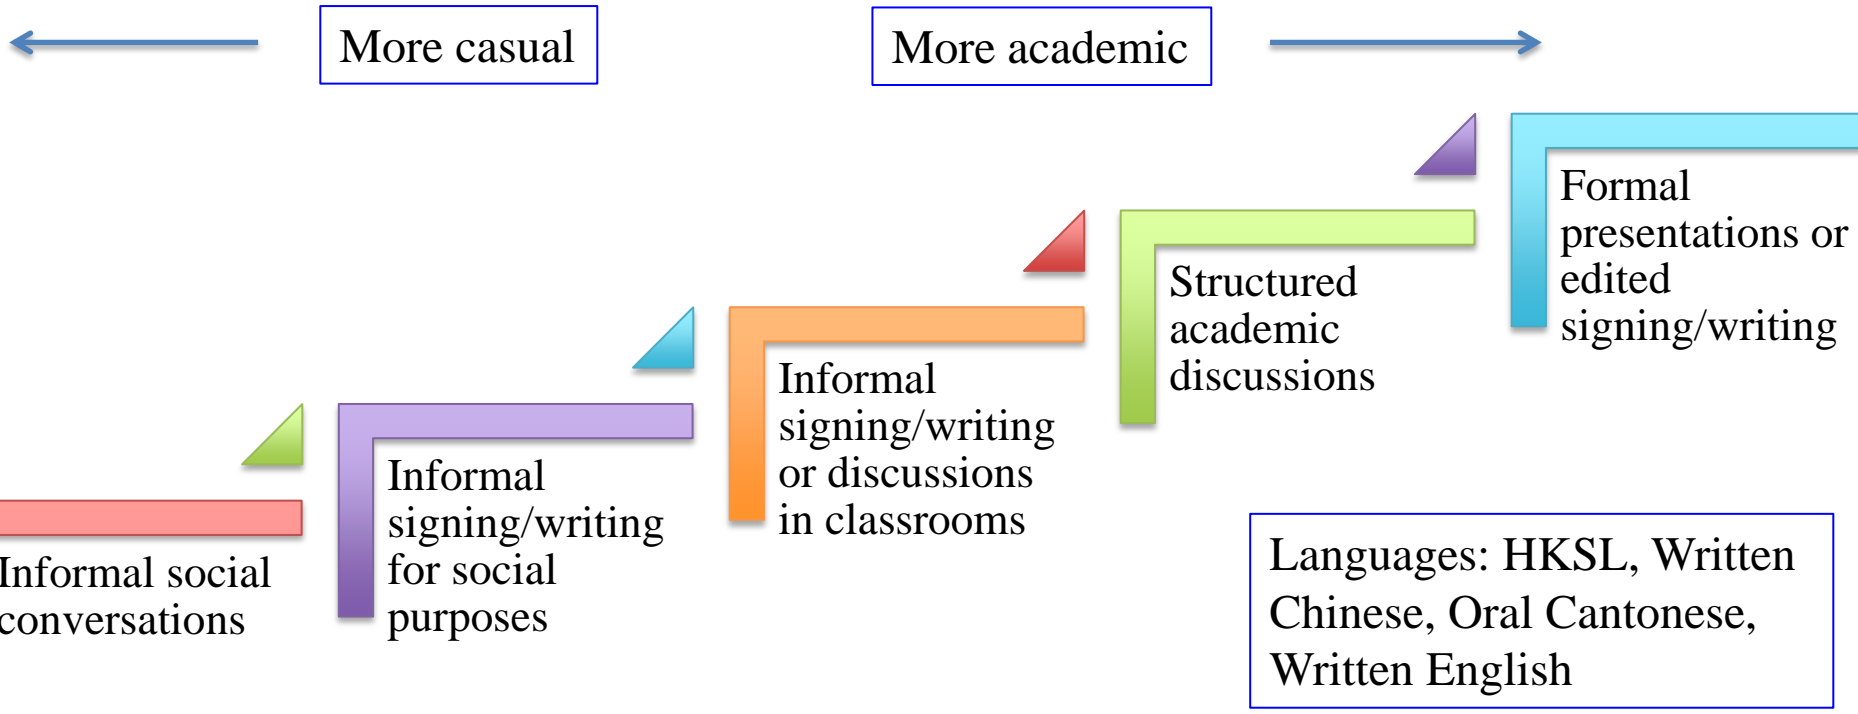 More casual
More academic
Informal social
conversations
Informal
signing/writing
for social
purposes
Informal
signing/writing
or discussions
in classrooms
Structured
academic
discussions
Formal
presentations or
edited
signing/writing
Languages: HKSL, Written
Chinese, Oral Cantonese,
Written English